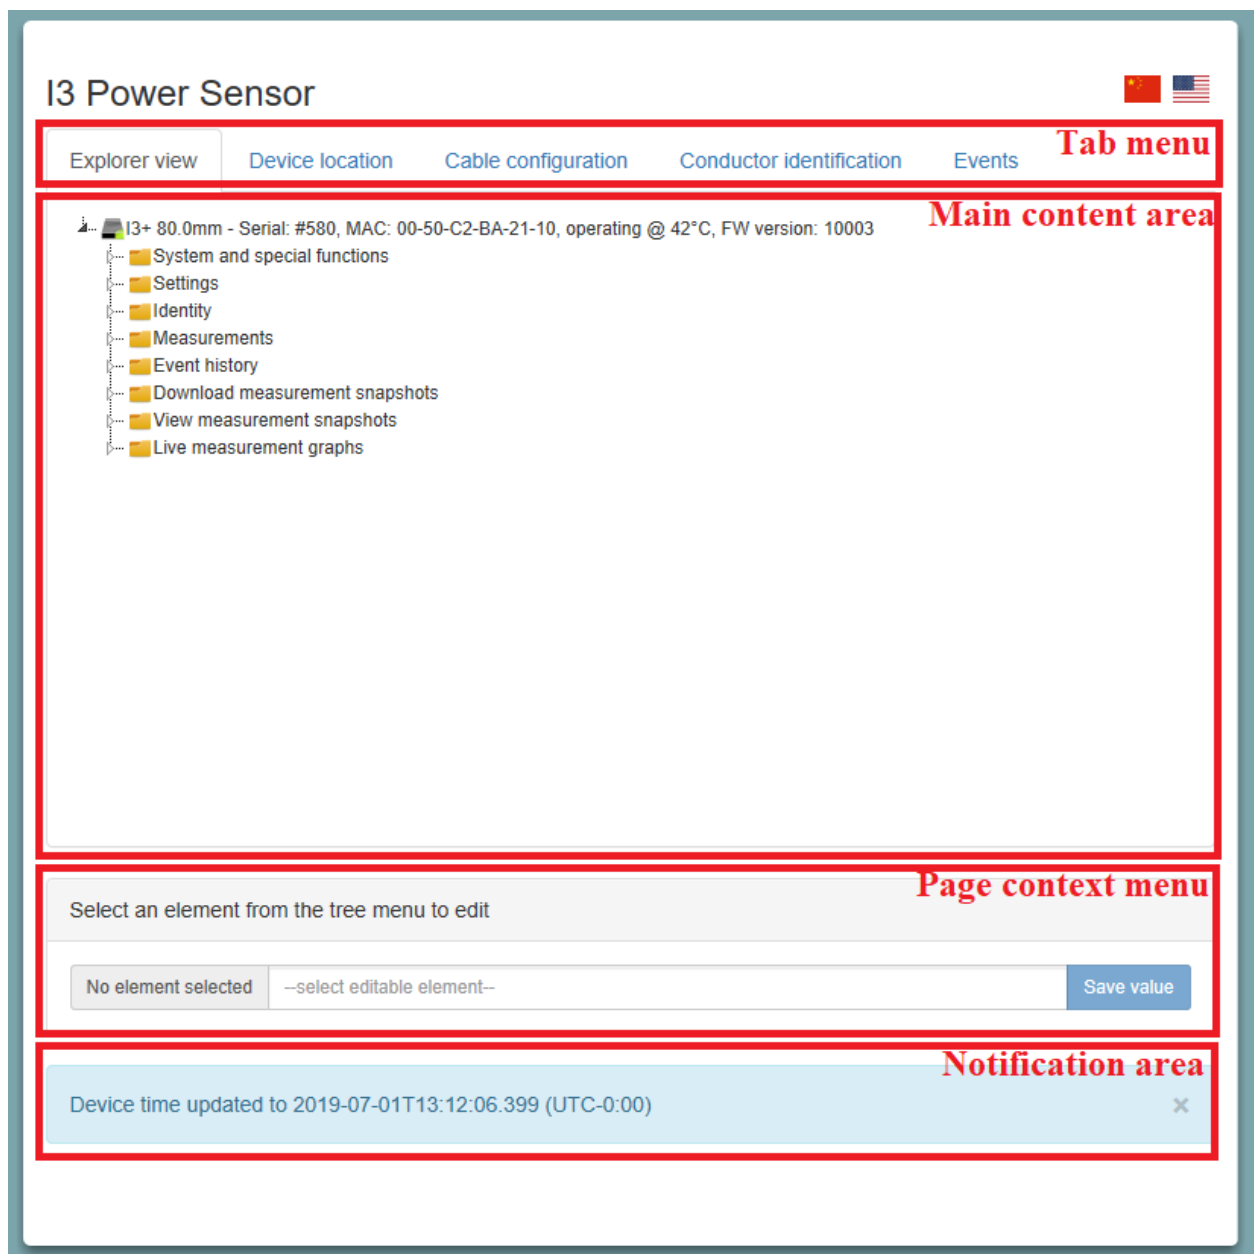 I3 Power Sensor
Explorer view Device location Cable configuration Conductor identification Events Tab menu
Main content area
I3+ 80.0mm - Serial: #580, MAC: 00-50-C2-BA-21-10, operating @ 42°C, FW version: 10003
System and special functions
Settings
Identity
Measurements
Event history
Download measurement snapshots
View measurement snapshots
Live measurement graphs
Page context menu
Select an element from the tree menu to edit
No element selected --select editable element-- Save value
Notification area
Device time updated to 2019-07-01T13:12:06.399 (UTC-0:00) ×